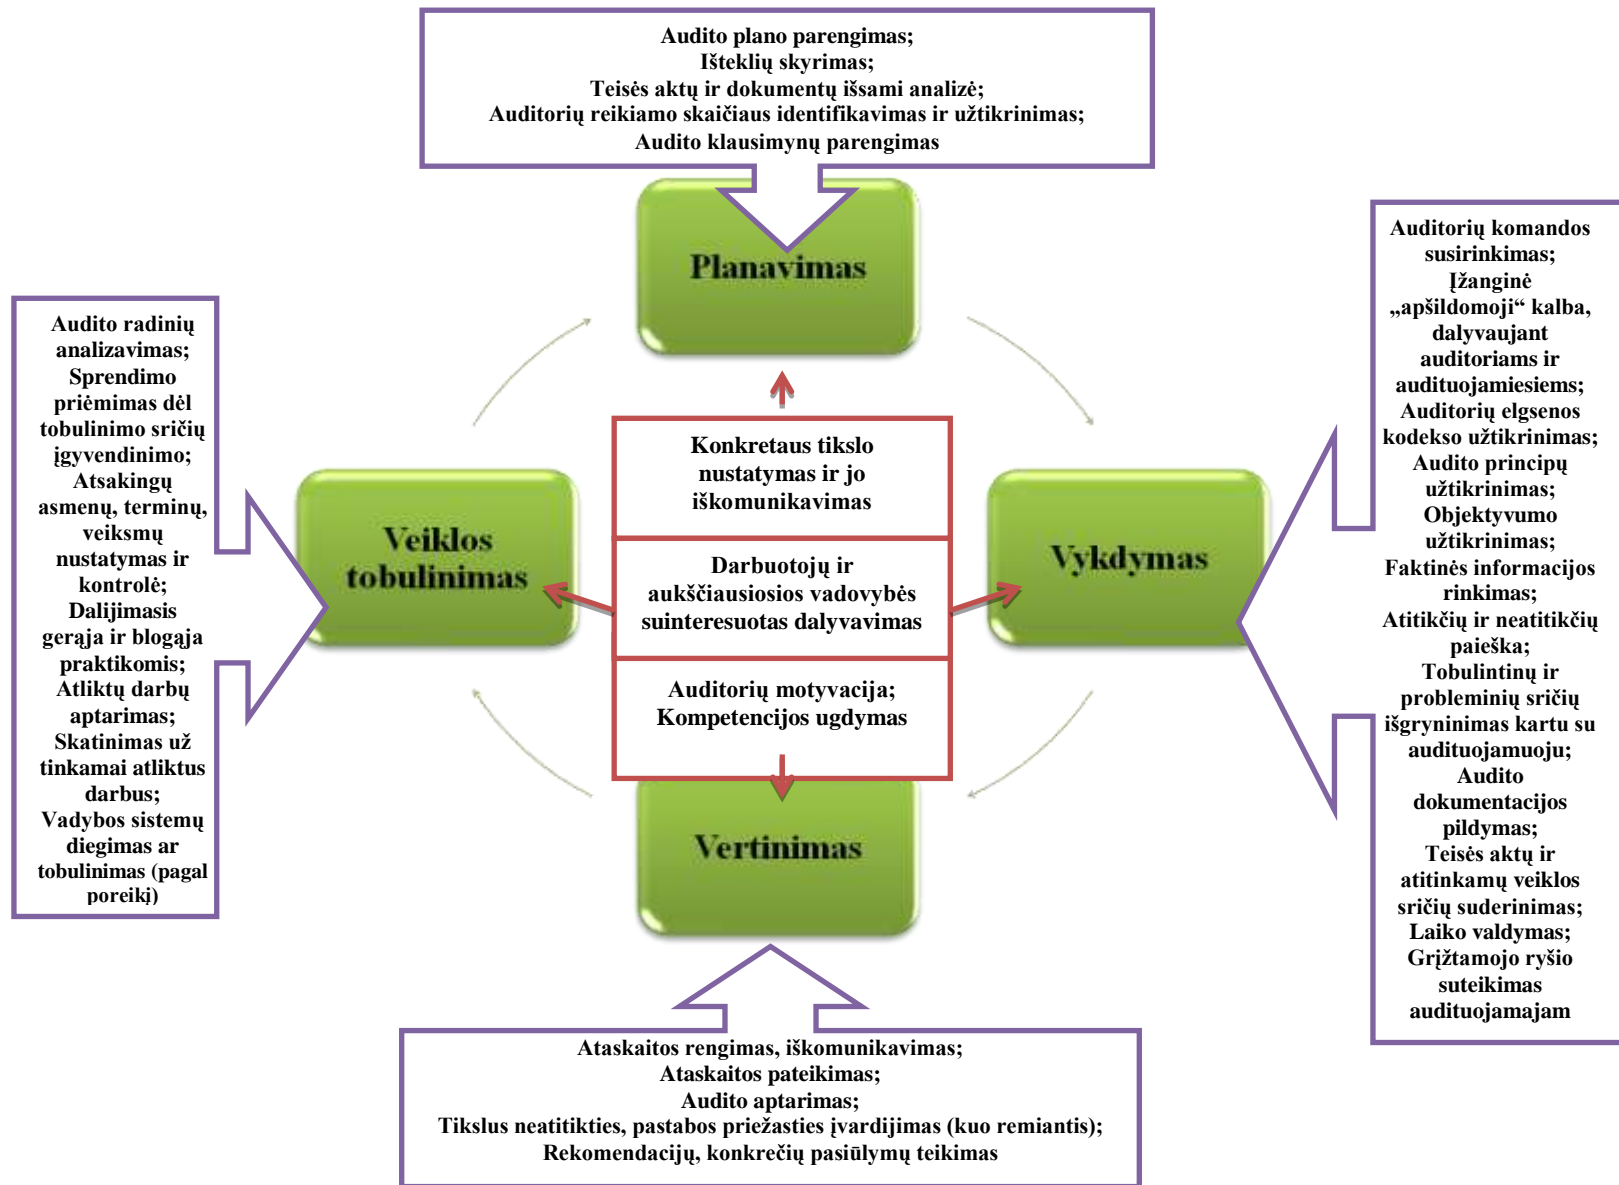 Audito plano parengimas;
Išteklių skyrimas;
Teisės aktų ir dokumentų išsami analizė;
Auditorių reikiamo skaičiaus identifikavimas ir užtikrinimas;
Audito klausimynų parengimas
Planavimas
Auditorių komandos
susirinkimas;
Įžanginė
„apšildomoji“ kalba,
dalyvaujant
auditoriams ir
audituojamiesiems;
Auditorių elgsenos
kodekso užtikrinimas;
Audito principų
užtikrinimas;
Objektyvumo
užtikrinimas;
Faktinės informacijos
rinkimas;
Atitikčių ir neatitikčių
paieška;
Tobulintinų ir
probleminių sričių
išgryninimas kartu su
audituojamuoju;
Audito
dokumentacijos
pildymas;
Teisės aktų ir
atitinkamų veiklos
sričių suderinimas;
Laiko valdymas;
Grįžtamojo ryšio
suteikimas
audituojamajam
Audito radinių
analizavimas;
Sprendimo
priėmimas dėl
tobulinimo sričių
įgyvendinimo;
Atsakingų
asmenų, terminų,
veiksmų
nustatymas ir
kontrolė;
Dalijimasis
gerąja ir blogąja
praktikomis;
Atliktų darbų
aptarimas;
Skatinimas už
tinkamai atliktus
darbus;
Vadybos sistemų
diegimas ar
tobulinimas (pagal
poreikį)
Veiklos
tobulinimas
Konkretaus tikslo
nustatymas ir jo
iškomunikavimas
Darbuotojų ir
aukščiausiosios vadovybės
suinteresuotas dalyvavimas
Auditorių motyvacija;
Kompetencijos ugdymas
Vykdymas
Vertinimas
Ataskaitos rengimas, iškomunikavimas;
Ataskaitos pateikimas;
Audito aptarimas;
Tikslus neatitikties, pastabos priežasties įvardijimas (kuo remiantis);
Rekomendacijų, konkrečių pasiūlymų teikimas